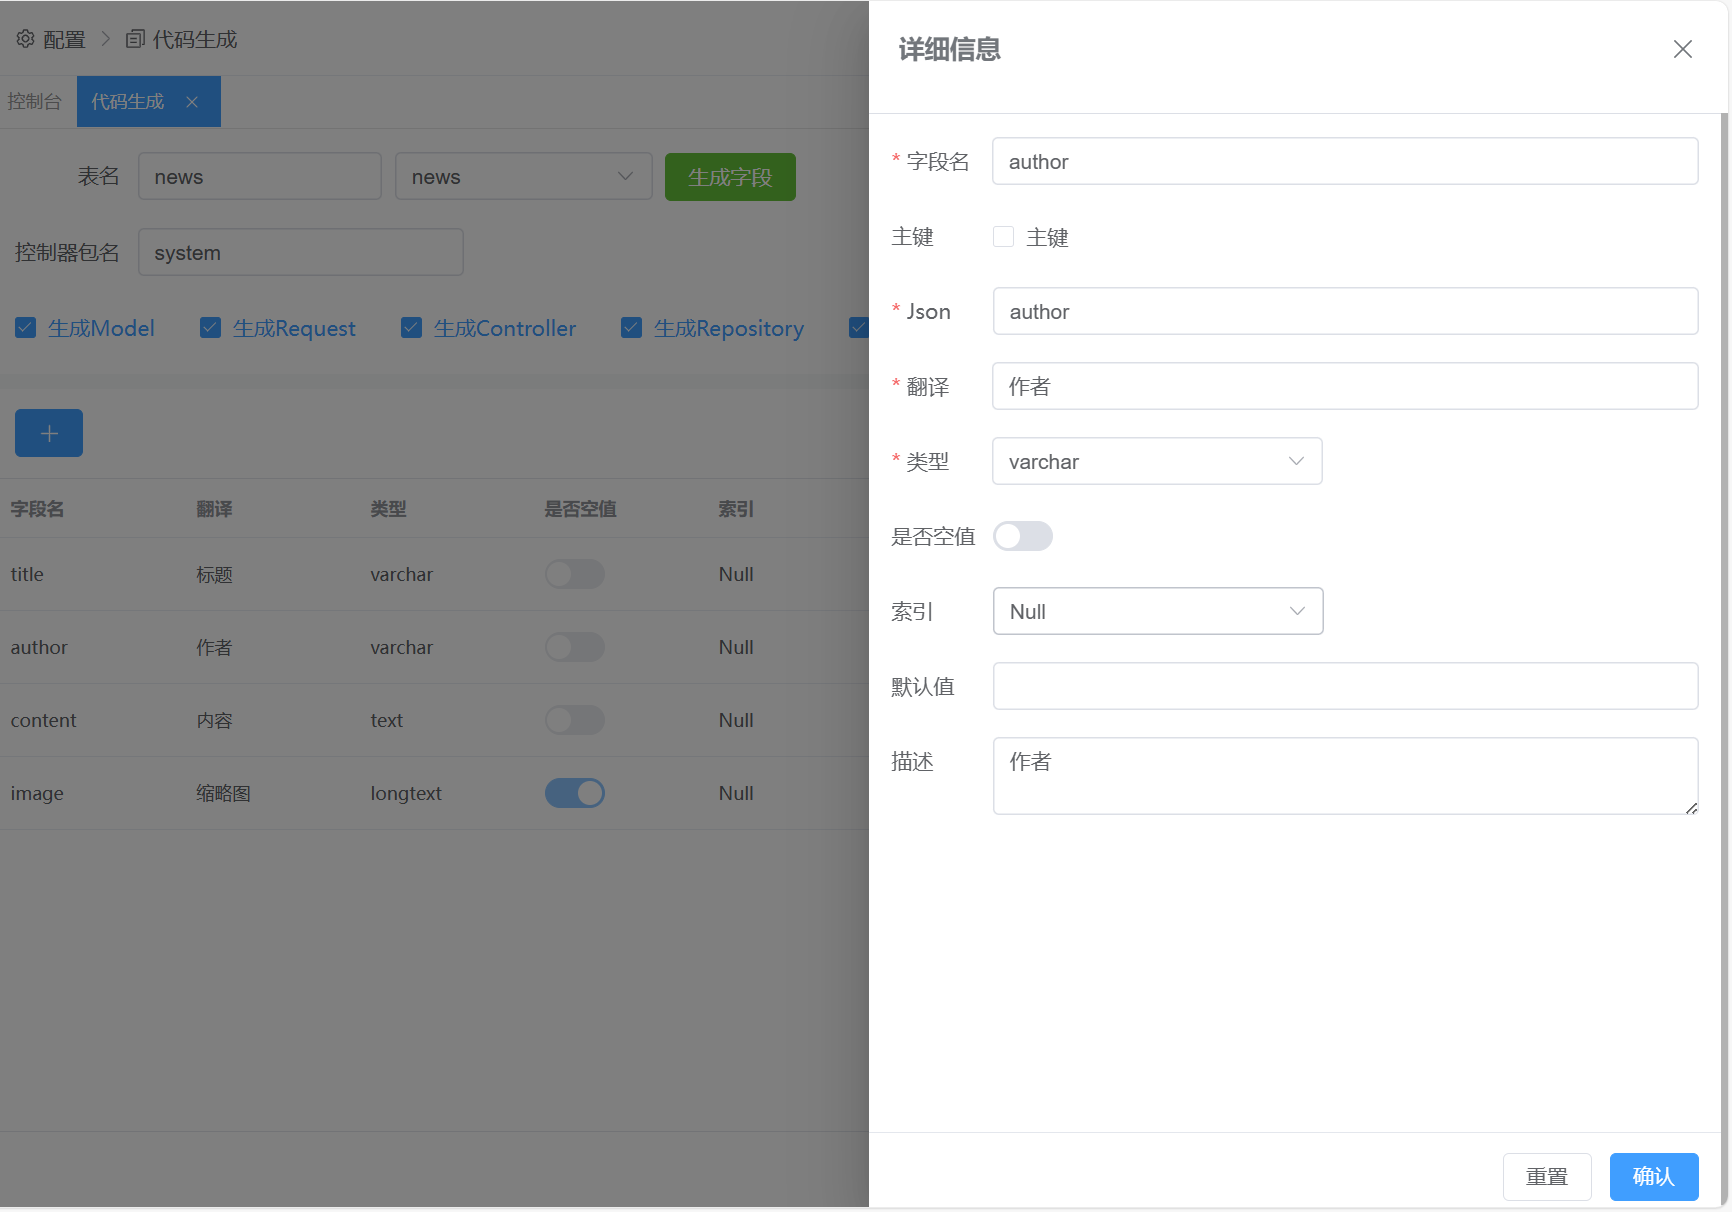 配置 > 代码生成
控制台 代码生成
表名 news news 生成字段
控制器包名 system
生成Model 生成Request 生成Controller 生成Repository
字段名 翻译 类型 是否空值 索引
title 标题 varchar Null
author 作者 varchar Null
content 内容 text Null
image 缩略图 longtext Null
详细信息
* 字段名 author
主键 主键
* Json author
* 翻译 作者
* 类型 varchar
是否空值
索引 Null
默认值
描述 作者
重置 确认